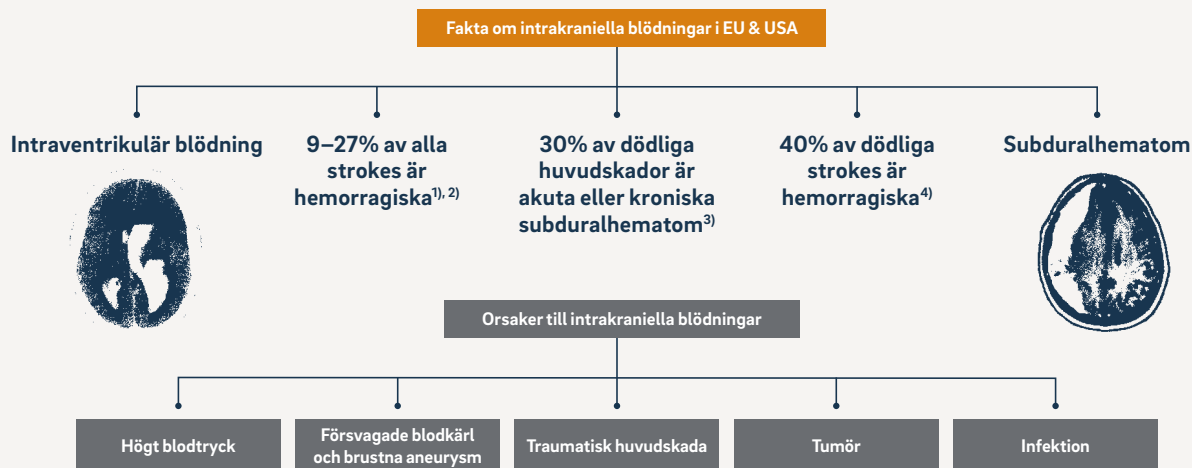 Fakta om intrakraniella blödningar i EU & USA
Intraventrikulär blödning
9–27% av alla
strokes är
hemorragiska1), 2)
30% av dödliga
huvudskador är
akuta eller kroniska
subduralhematom3)
40% av dödliga
strokes är
hemorragiska4)
Subduralhematom
Orsaker till intrakraniella blödningar
Högt blodtryck
Försvagade blodkärl
och brustna aneurysm
Traumatisk huvudskada
Tumör
Infektion